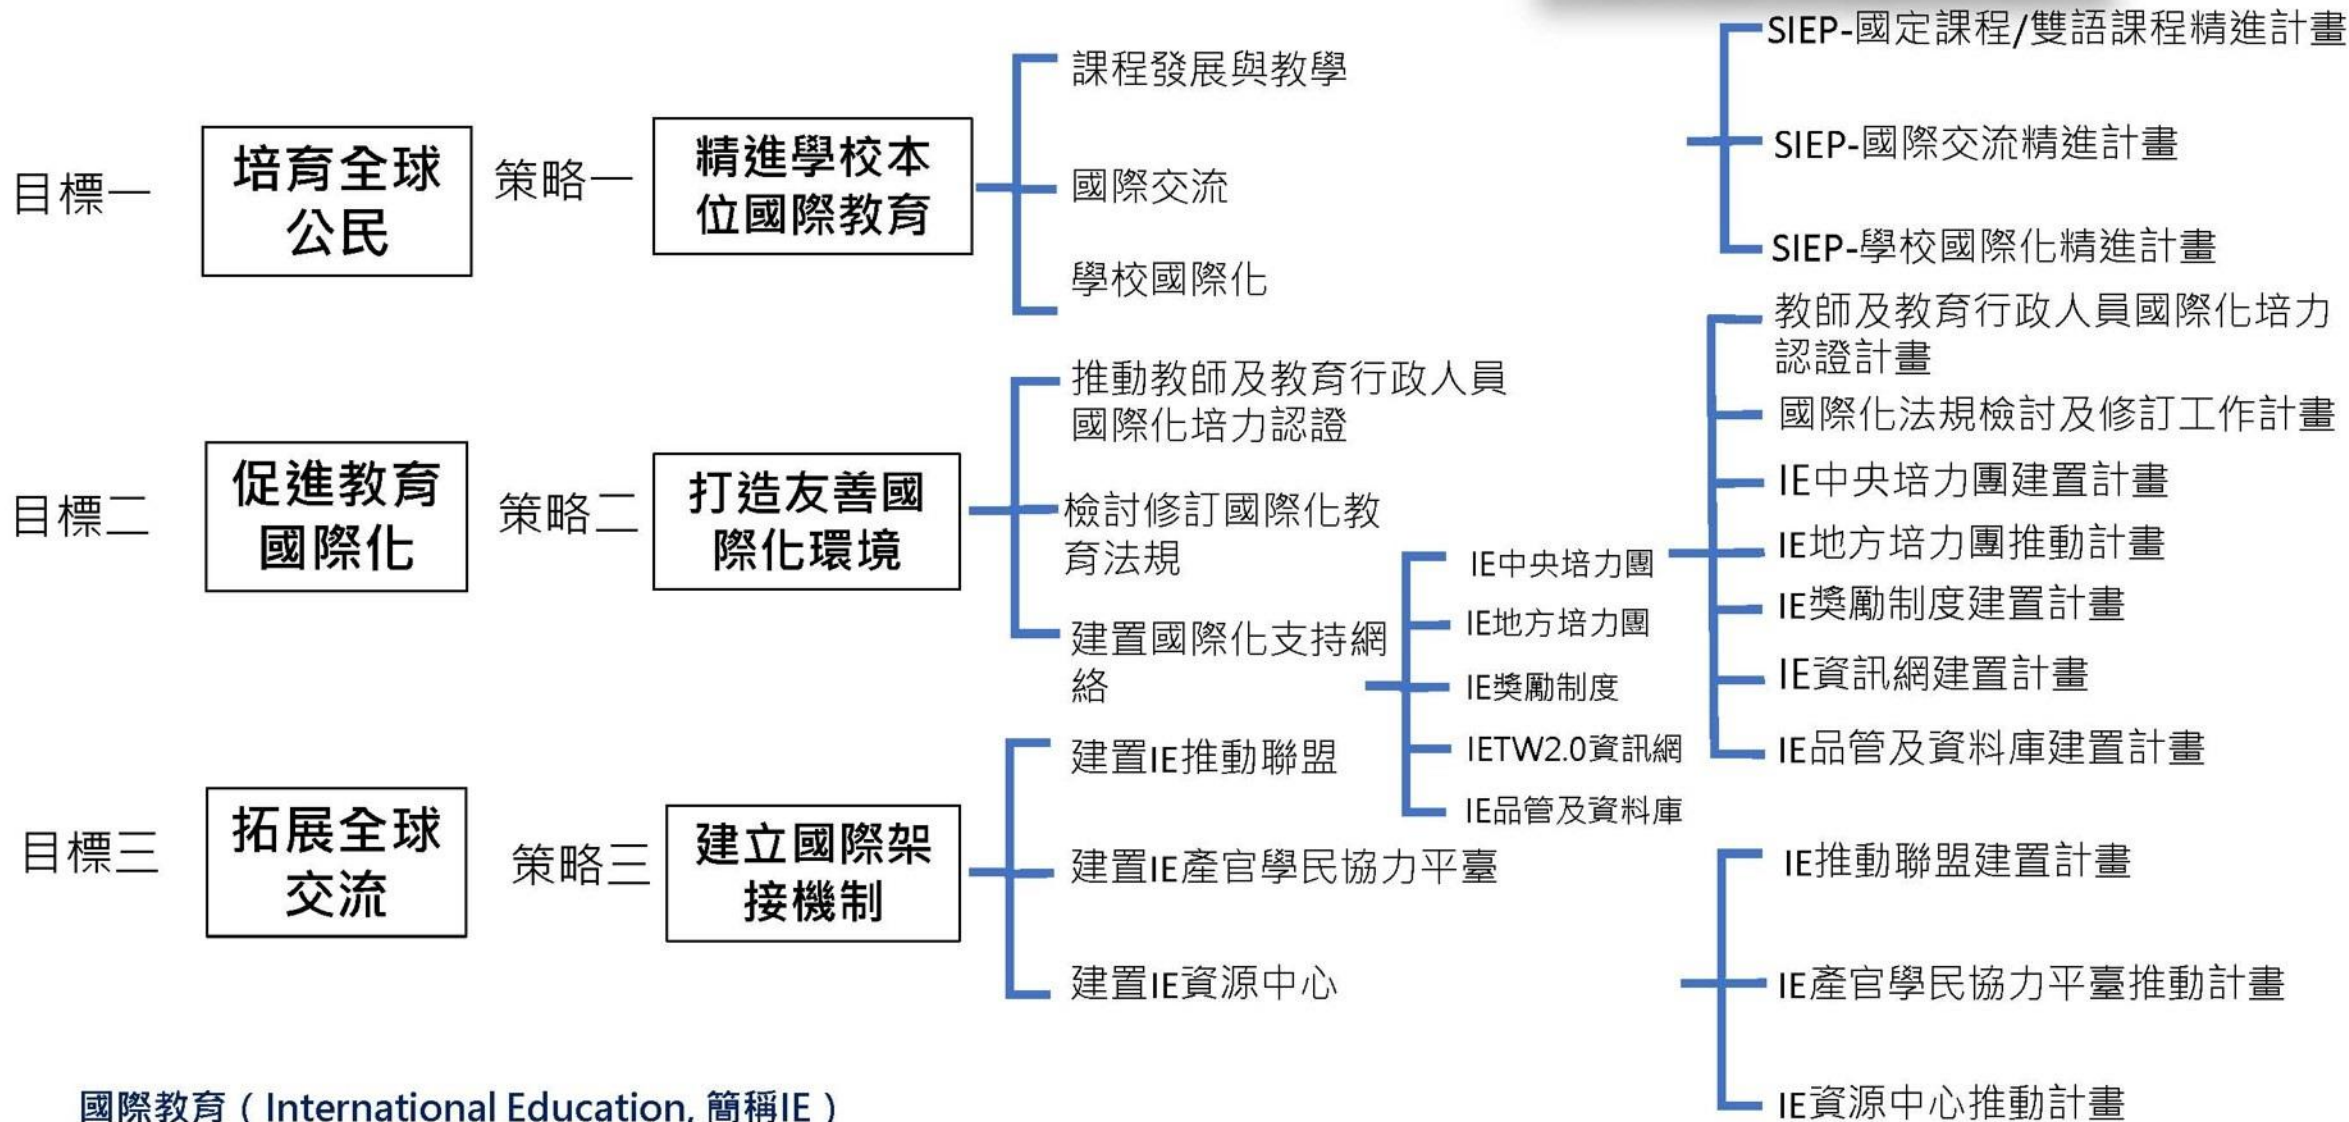 目標一
培育全球
公民
策略一
精進學校本
位國際教育
課程發展與教學
國際交流
學校國際化
SIEP-國定課程/雙語課程精進計畫
SIEP-國際交流精進計畫
SIEP-學校國際化精進計畫
目標二
促進教育
國際化
策略二
打造友善國
際化環境
推動教師及教育行政人員
國際化培力認證
檢討修訂國際化教
育法規
建置國際化支持網
絡
IE中央培力團
IE地方培力團
IE獎勵制度
IETW2.0資訊網
IE品管及資料庫
教師及教育行政人員國際化培力
認證計畫
國際化法規檢討及修訂工作計畫
IE中央培力團建置計畫
IE地方培力團推動計畫
IE獎勵制度建置計畫
IE資訊網建置計畫
IE品管及資料庫建置計畫
目標三
拓展全球
交流
策略三
建立國際架
接機制
建置IE推動聯盟
建置IE產官學民協力平臺
建置IE資源中心
IE推動聯盟建置計畫
IE產官學民協力平臺推動計畫
IE資源中心推動計畫
國際教育（International Education, 簡稱IE）